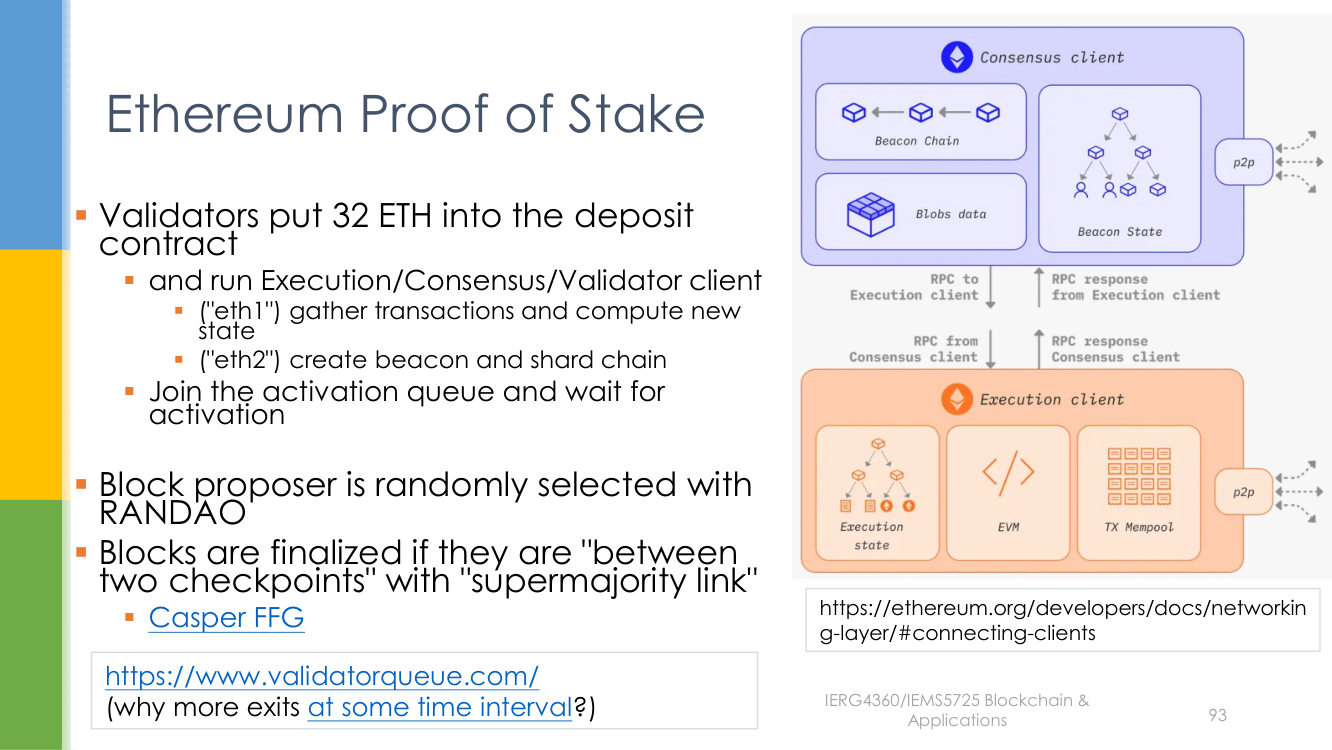 Ethereum Proof of Stake
Validators put 32 ETH into the deposit
contract
and run Execution/Consensus/Validator client
("eth1") gather transactions and compute new
state
("eth2") create beacon and shard chain
Join the activation queue and wait for
activation
Block proposer is randomly selected with
RANDAO
Blocks are finalized if they are "between
two checkpoints" with "supermajority link"
Casper FFG
https://www.validatorqueue.com/
(why more exits at some time interval?)
Consensus client
Beacon Chain
Blobs data
Beacon State
p2p
RPC to
Execution client
RPC response
from Execution client
RPC from
Consensus client
RPC response
Consensus client
Execution client
Execution
state
EVM
TX Mempool
p2p
https://ethereum.org/developers/docs/networkin
g-layer/#connecting-clients
IERG4360/IEMS5725 Blockchain &
Applications
93